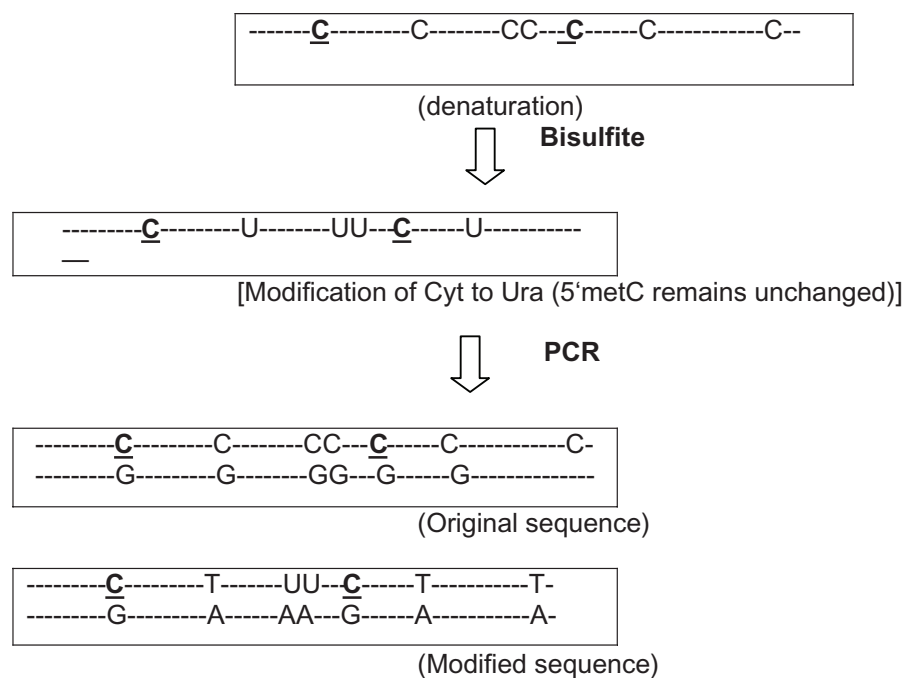 -------C---------C--------CC---C------C-----------C--
(denaturation)
Bisulfite
---------C---------U--------UU---C------U-----------
[Modification of Cyt to Ura (5‘metC remains unchanged)]
PCR
---------C---------C--------CC---C------C------------C-
---------G---------G--------GG---G------G--------------
(Original sequence)
---------C---------T-------UU---C------T------------T-
---------G---------A------AA---G------A------------A-
(Modified sequence)